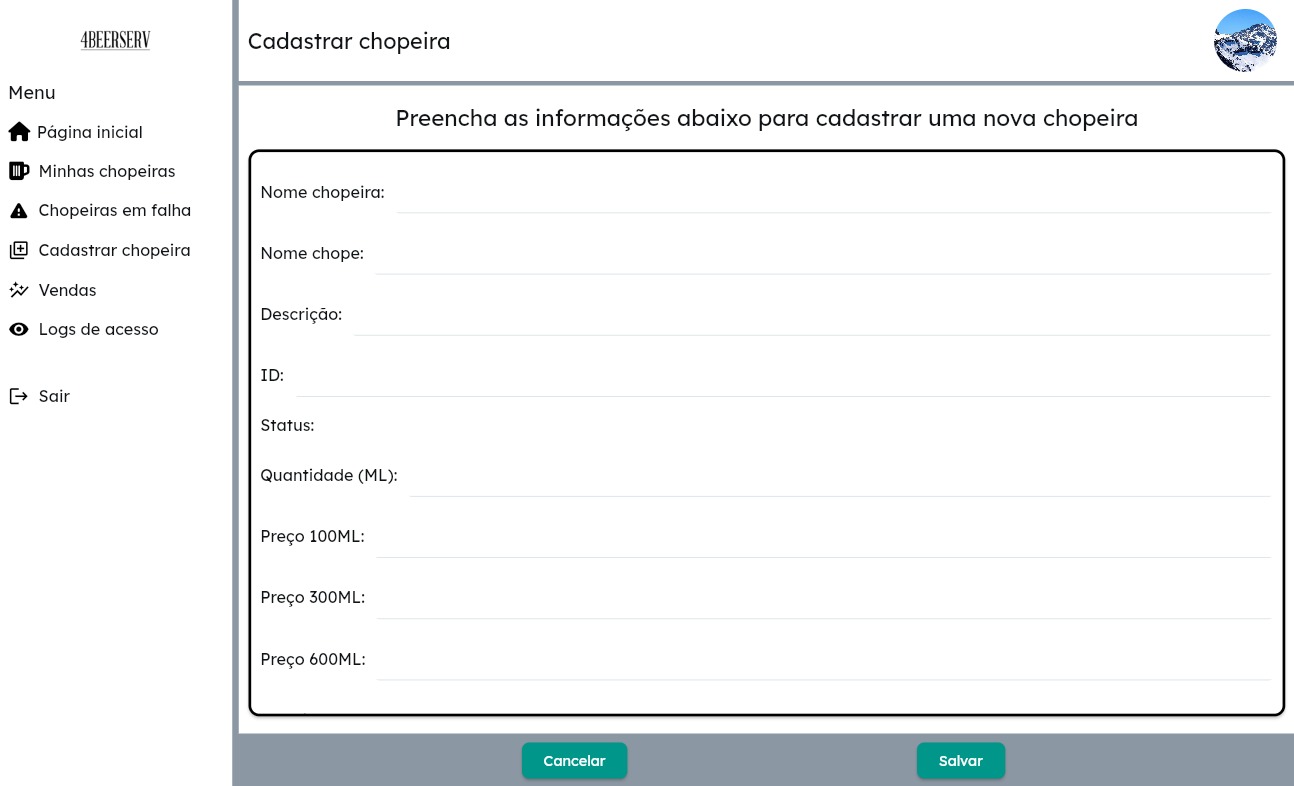 4BEERSERV
Cadastrar chopeira
Menu
Página inicial
Minhas chopeiras
Chopeiras em falha
Cadastrar chopeira
Vendas
Logs de acesso
Sair
Preencha as informações abaixo para cadastrar uma nova chopeira
Nome chopeira:
Nome chope:
Descrição:
ID:
Status:
Quantidade (ML):
Preço 100ML:
Preço 300ML:
Preço 600ML:
Cancelar
Salvar